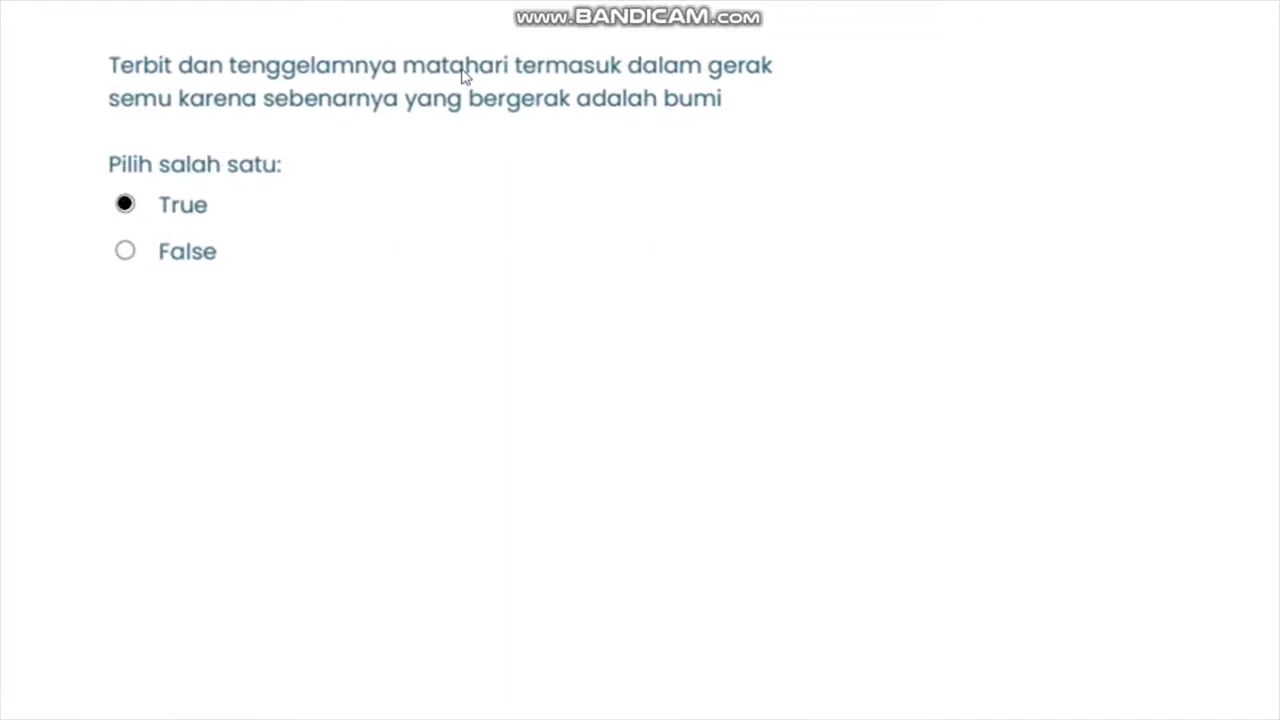 www.BANDICAM.com
Terbit dan tenggelamnya matahari termasuk dalam gerak
semu karena sebenarnya yang bergerak adalah bumi
Pilih salah satu:
True
False